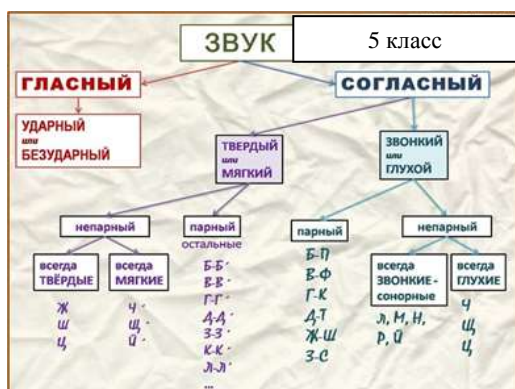 ЗВУК
5 класс
ГЛАСНЫЙ
СОГЛАСНЫЙ
УДАРНЫЙ
или
БЕЗУДАРНЫЙ
ТВЕРДЫЙ
или
МЯГКИЙ
ЗВОНКИЙ
или
ГЛУХОЙ
непарный
парный
остальные
парный
непарный
всегда
ТВЁРДЫЕ
всегда
МЯГКИЕ
Ж
Ш
Ц
Ч'
Щ'
Й'
Б-Б'
В-В'
Г-Г'
Д-Д'
З-З'
К-К'
Л-Л'
...
Б-П
В-Ф
Г-К
Д-Т
Ж-Ш
З-С
всегда
ЗВОНКИЕ-
сонорные
Л, М, Н,
Р, Й
всегда
ГЛУХИЕ
Ч
Щ
Ц